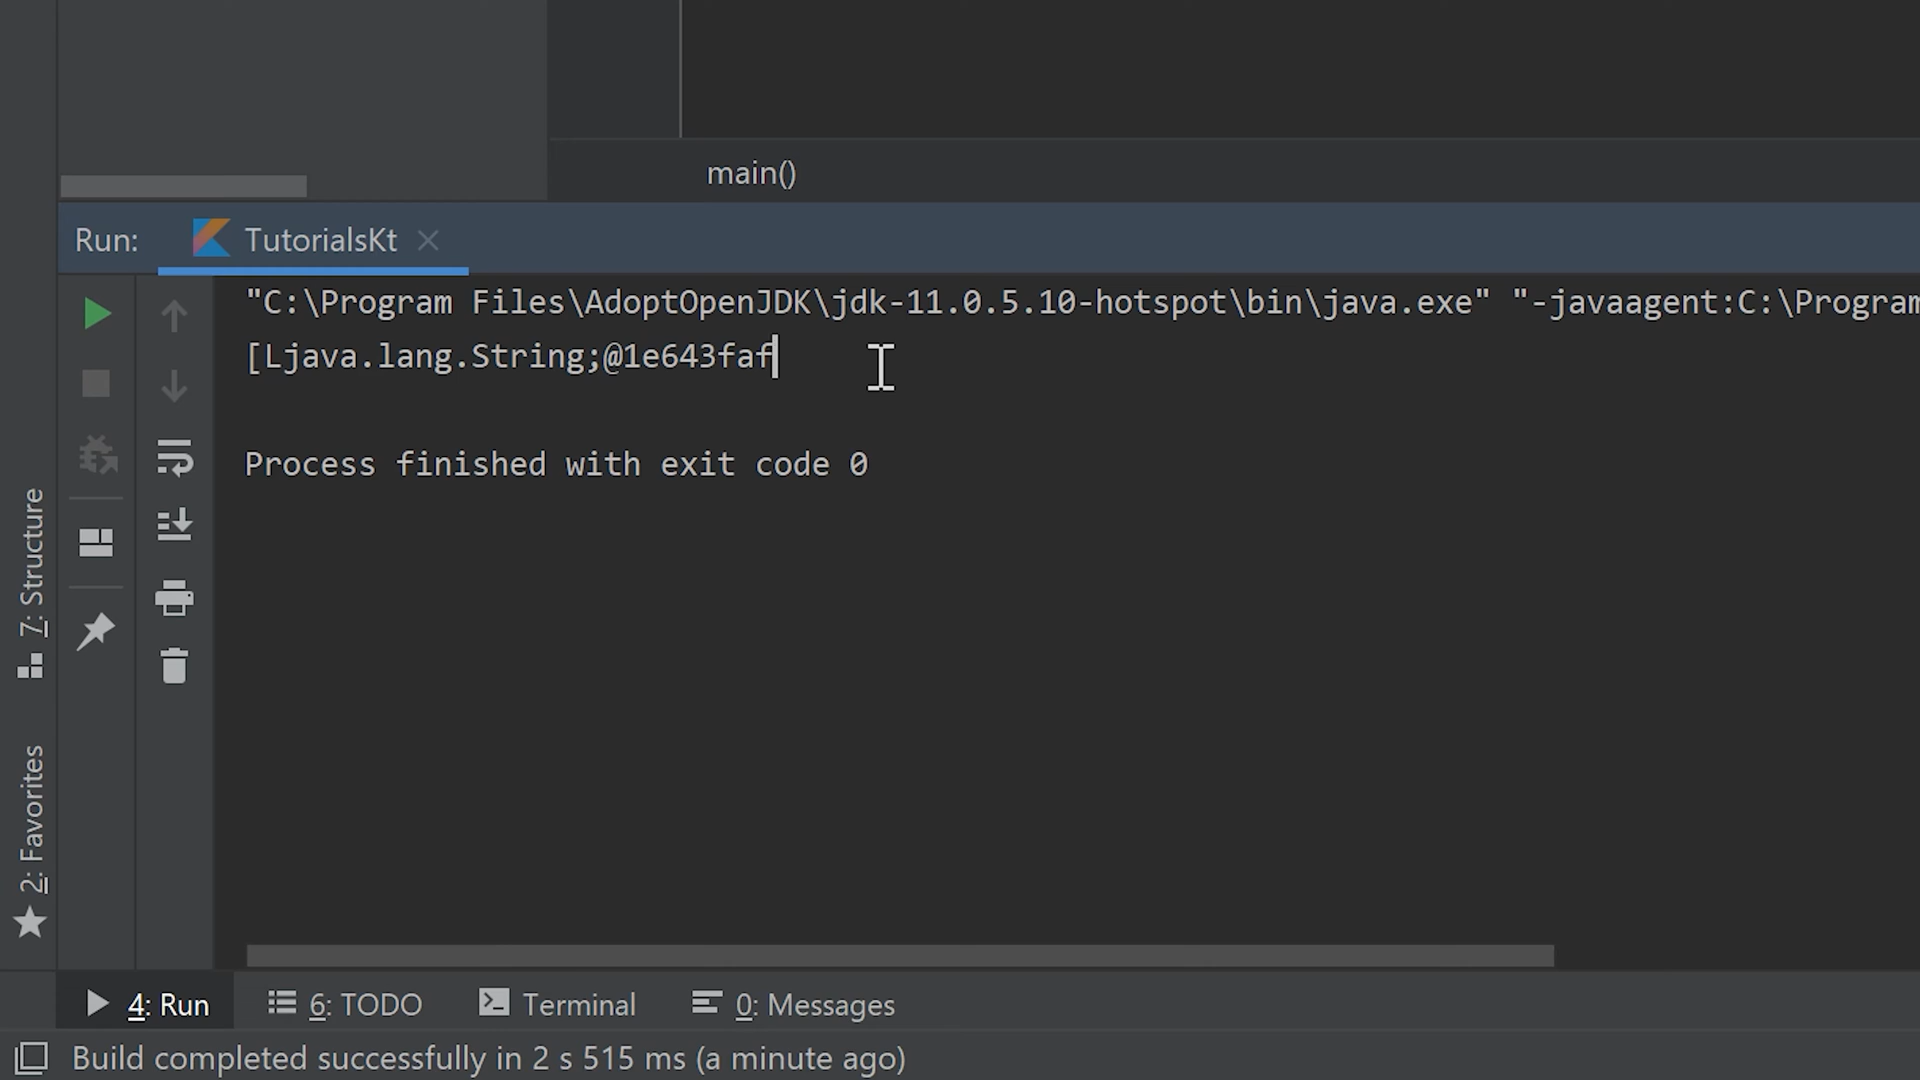 main()
Run: TutorialsKt
"C:\Program Files\AdoptOpenJDK\jdk-11.0.5.10-hotspot\bin\java.exe" "-javaagent:C:\Program
[Ljava.lang.String;@1e643faf
Process finished with exit code 0
7: Structure
2: Favorites
4: Run 6: TODO Terminal 0: Messages
Build completed successfully in 2 s 515 ms (a minute ago)